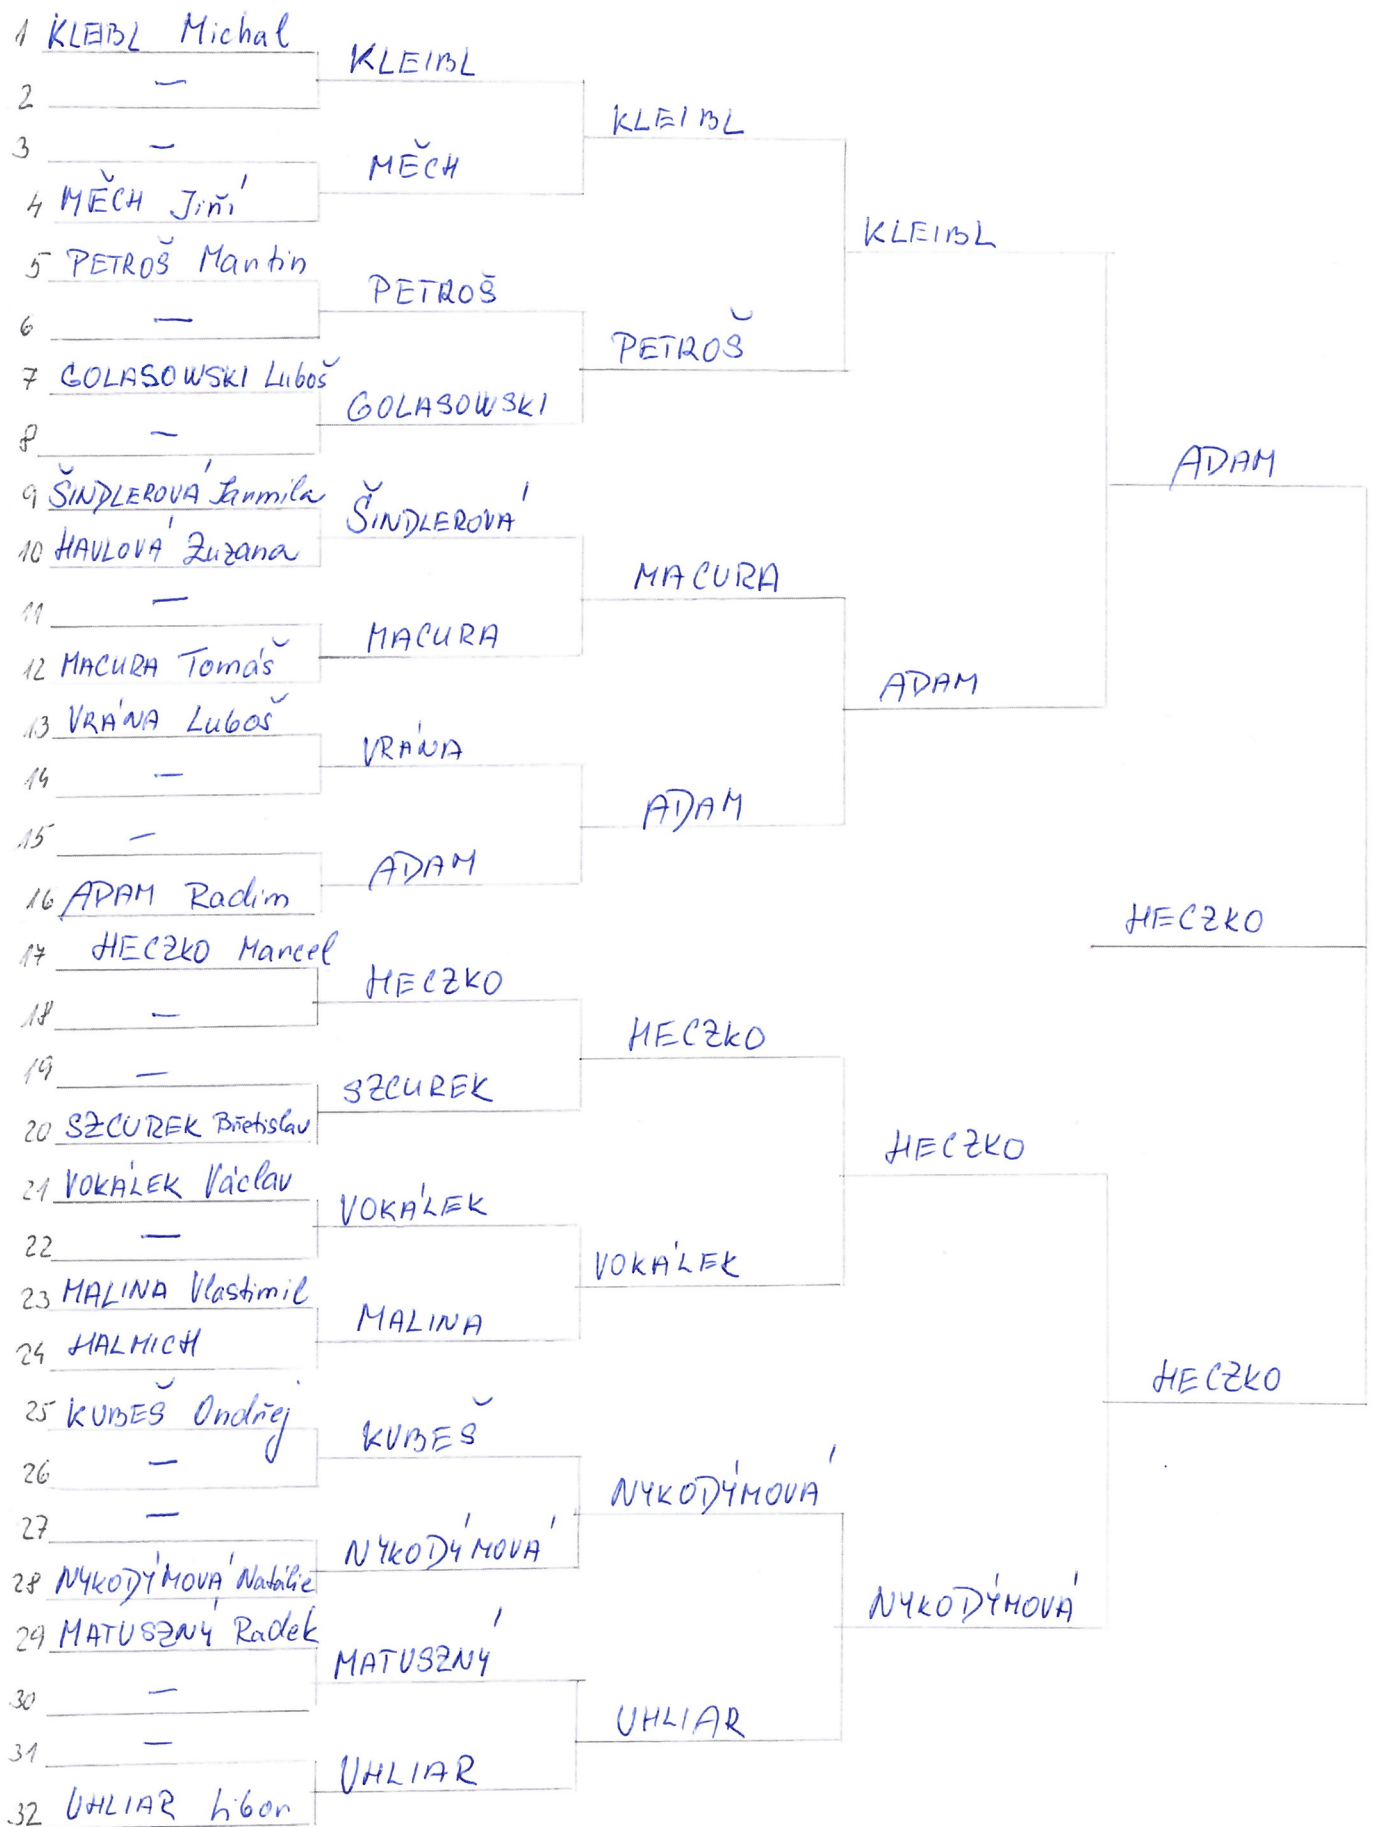 1 KLEIBL Michal
KLEIBL
2 —
KLEIBL
3 —
MĚCH
4 MĚCH Jiří
KLEIBL
5 PETROŠ Martin
PETROŠ
6 —
PETROŠ
7 GOLASOWSKI Luboš
GOLASOWSKI
8 —
ADAM
9 ŠINDLEROVÁ Jarmila
ŠINDLEROVÁ
10 HAVLOVÁ Zuzana
MACURA
11 —
MACURA
12 MACURA Tomáš
ADAM
13 VRÁNA Luboš
VRÁNA
14 —
ADAM
15 —
ADAM
16 ADAM Radim
HECZKO
17 HECZKO Marcel
HECZKO
18 —
HECZKO
19 —
SZCUREK
20 SZCUREK Břetislav
HECZKO
21 VOKÁLEK Václav
VOKÁLEK
22 —
VOKÁLEK
23 MALINA Vlastimil
MALINA
24 HALMICH
HECZKO
25 KUBEŠ Ondřej
KUBEŠ
26 —
NYKODÝMOVÁ
27 —
NYKODÝMOVÁ
28 NYKODÝMOVÁ Natálie
NYKODÝMOVÁ
29 MATUSZNÝ Radek
MATUSZNÝ
30 —
UHLIAR
31 —
UHLIAR
32 UHLIAR Libor